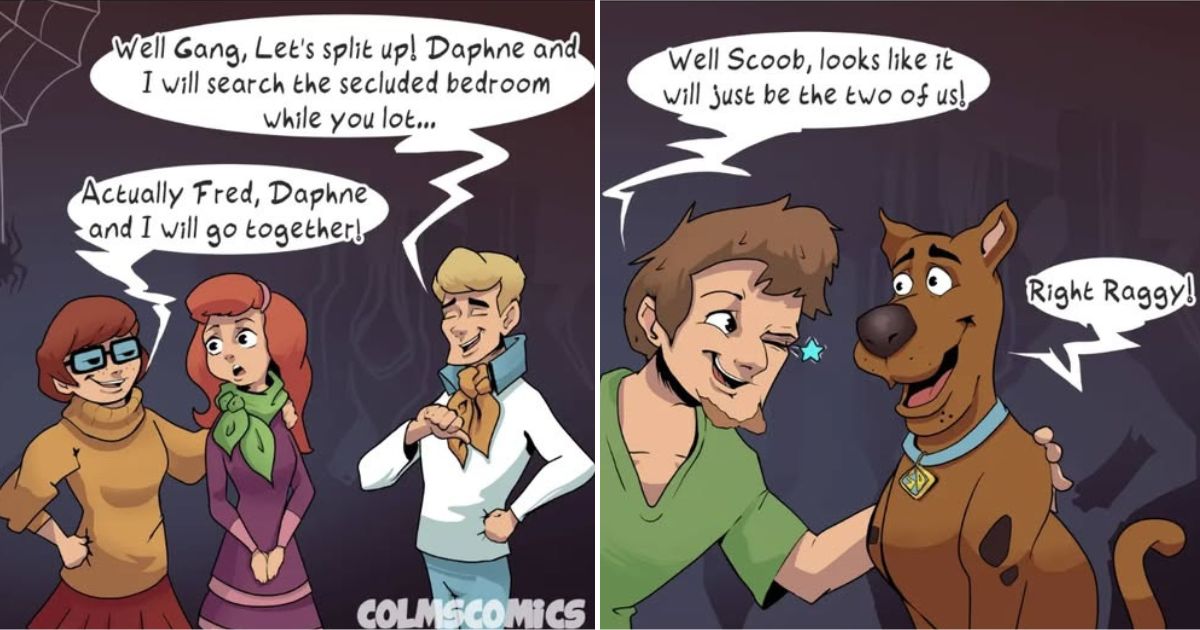 Well Gang, Let's split up! Daphne and
I will search the secluded bedroom
while you lot...
Actually Fred, Daphne
and I will go together!
COLMSCOMICS
Well Scoob, looks like it
will just be the two of us!
Right Raggy!
SD